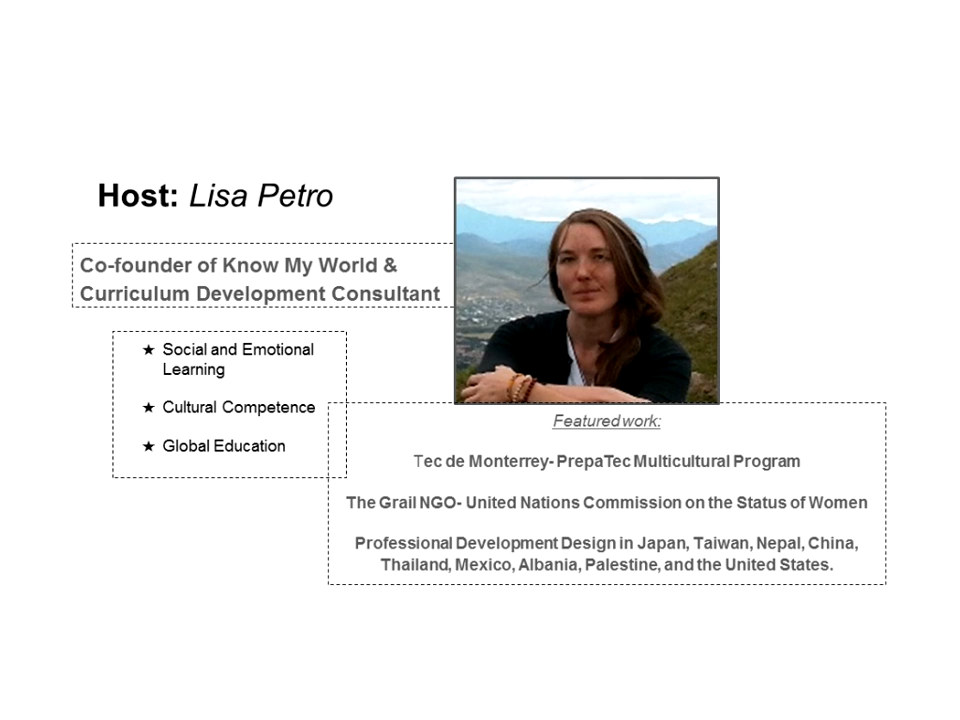 Host: Lisa Petro
Co-founder of Know My World &
Curriculum Development Consultant
★ Social and Emotional
Learning
★ Cultural Competence
★ Global Education
Featured work:
Tec de Monterrey- PrepaTec Multicultural Program
The Grail NGO- United Nations Commission on the Status of Women
Professional Development Design in Japan, Taiwan, Nepal, China,
Thailand, Mexico, Albania, Palestine, and the United States.